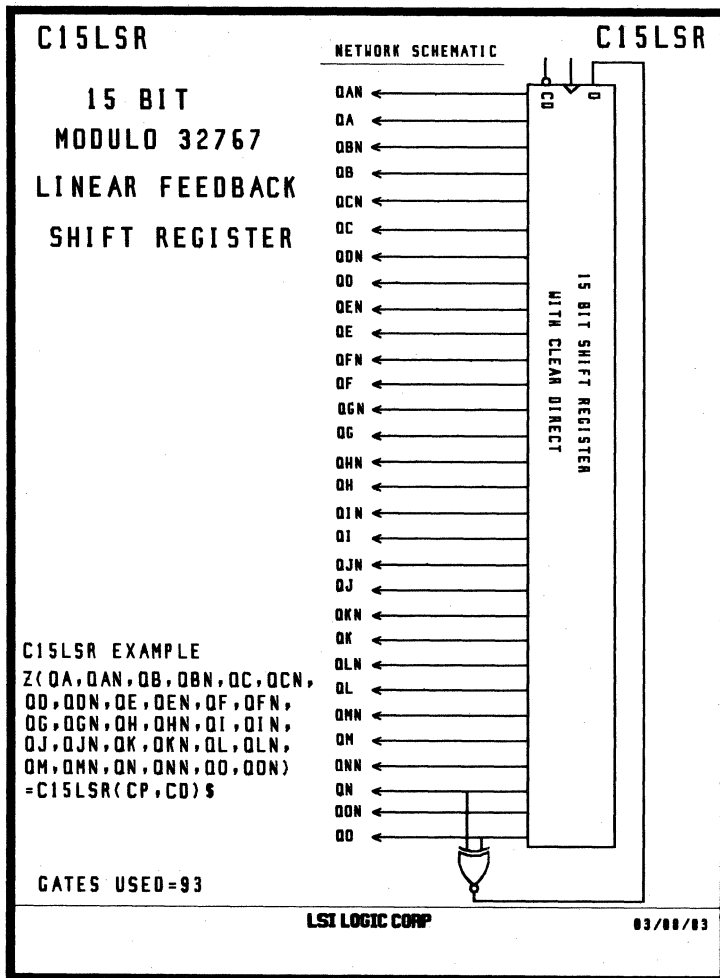 C15LSR
NETWORK SCHEMATIC
C15LSR
15 BIT
MODULO 32767
LINEAR FEEDBACK
SHIFT REGISTER
CD
D
QAN
QA
QBN
QB
QCN
QC
QDN
QD
QEN
QE
QFN
QF
QGN
QG
QHN
QH
QIN
QI
QJN
QJ
QKN
QK
QLN
QL
QMN
QM
QNN
QN
QON
QO
15 BIT SHIFT REGISTER
WITH CLEAR DIRECT
C15LSR EXAMPLE
Z(QA,QAN,QB,QBN,QC,QCN,
QD,QDN,QE,QEN,QF,QFN,
QG,QGN,QH,QHN,QI,QIN,
QJ,QJN,QK,QKN,QL,QLN,
QM,QMN,QN,QNN,QO,QON)
=C15LSR(CP,CD)$
GATES USED=93
LSI LOGIC CORP